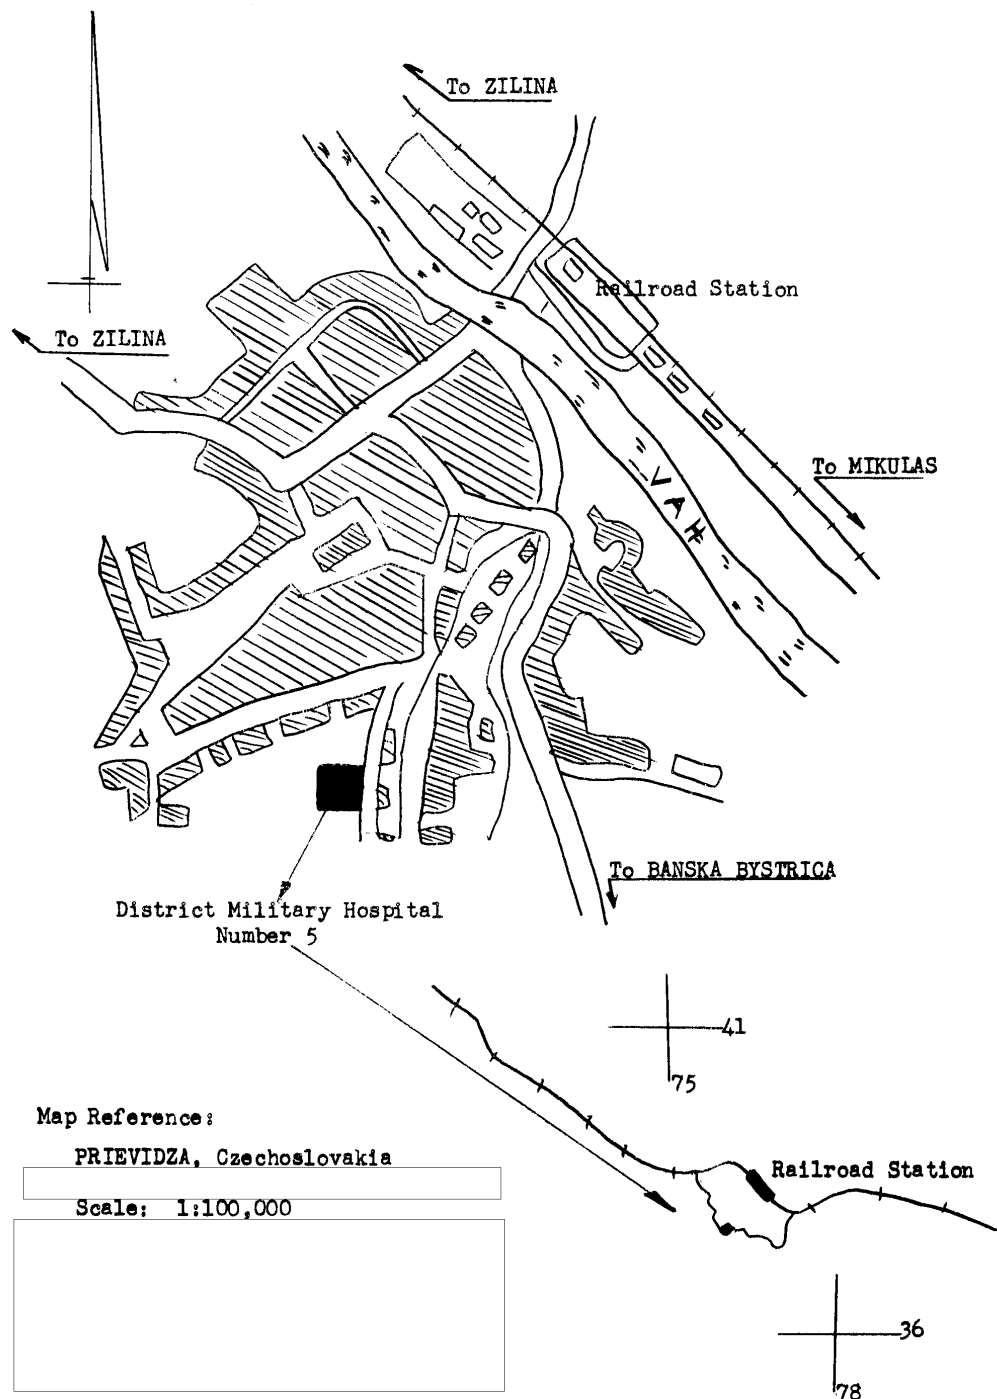 To ZILINA
Railroad Station
To ZILINA
To MIKULAS
VAH
To BANSKA BYSTRICA
District Military Hospital
Number 5
41
75
Map Reference:
PRIEVIDZA, Czechoslovakia
Railroad Station
Scale: 1:100,000
36
78